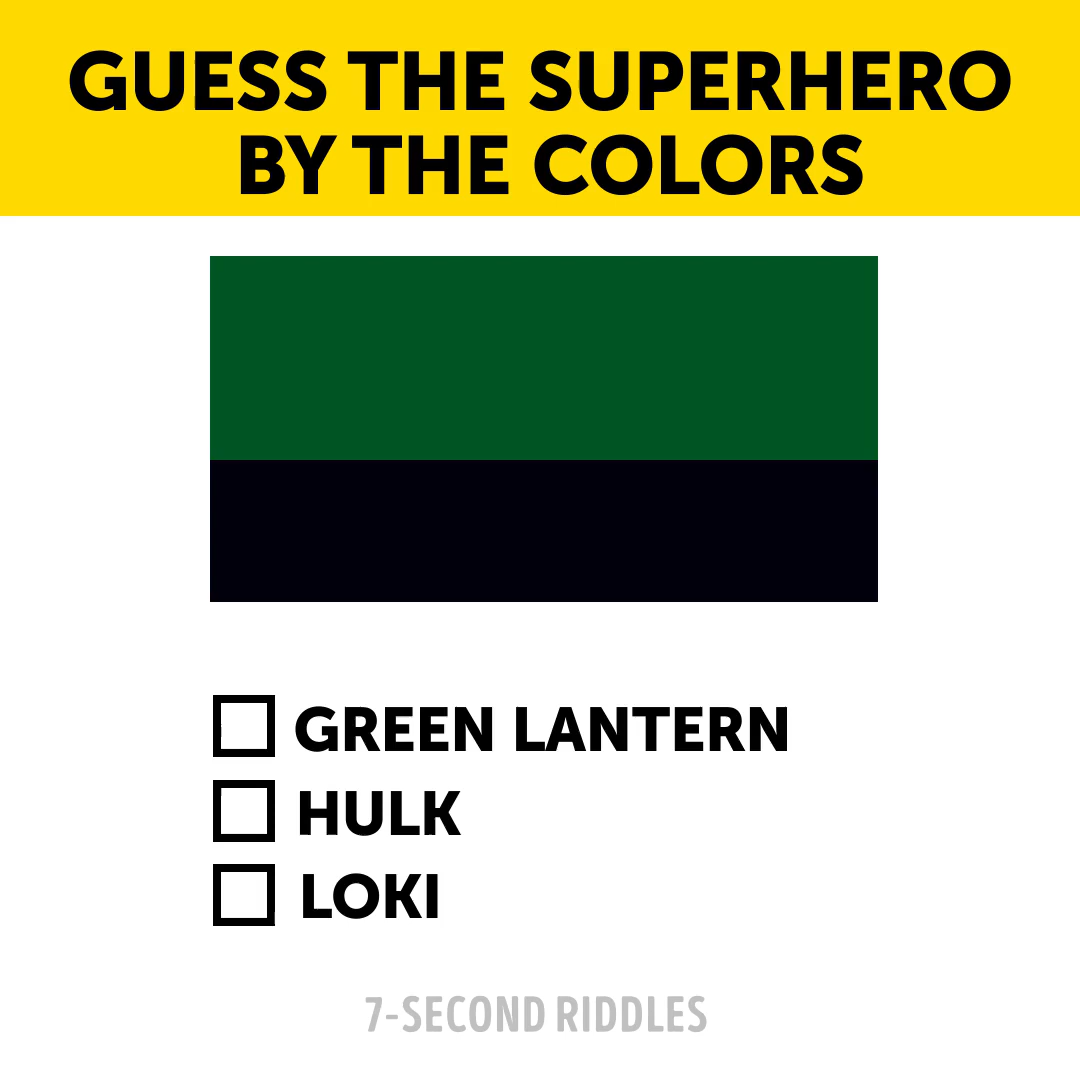 GUESS THE SUPERHERO
BY THE COLORS
GREEN LANTERN
HULK
LOKI
7-SECOND RIDDLES